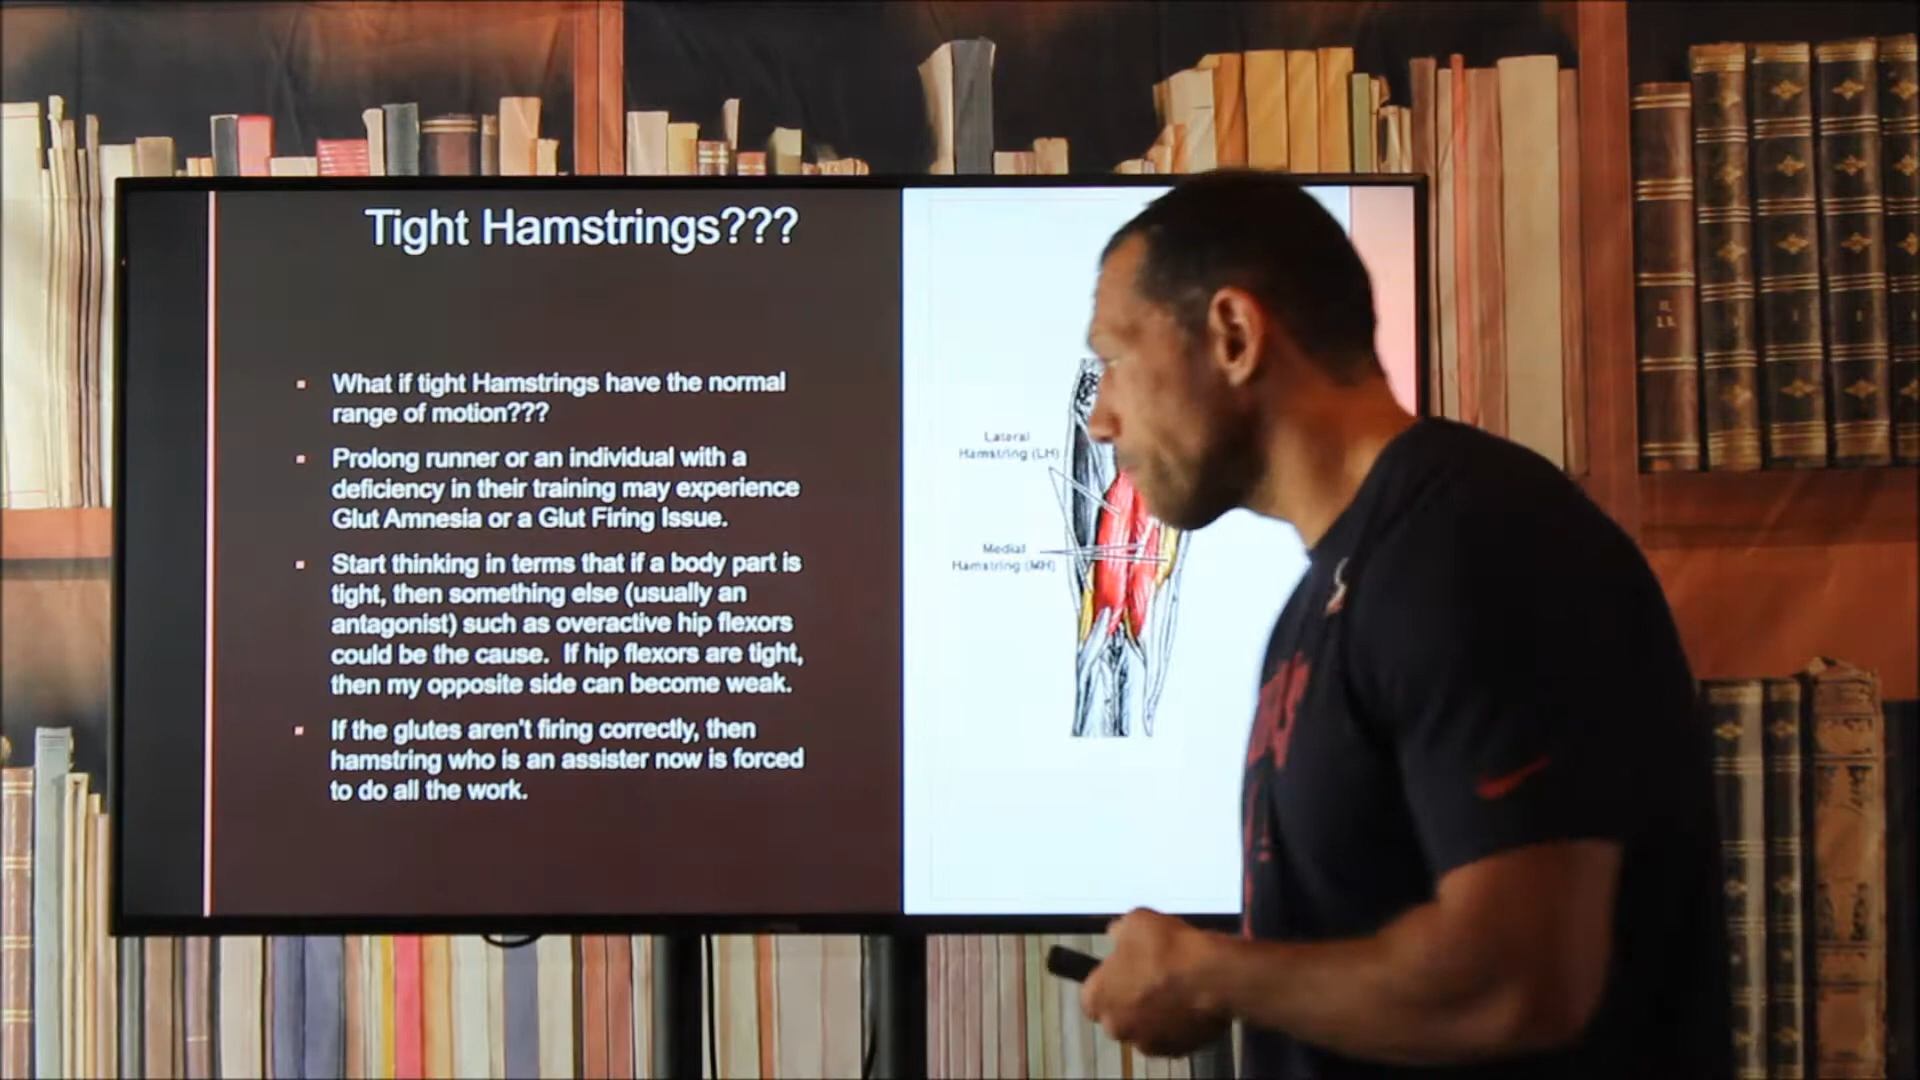 Tight Hamstrings???
What if tight Hamstrings have the normal
range of motion???
Prolong runner or an individual with a
deficiency in their training may experience
Glut Amnesia or a Glut Firing Issue.
Start thinking in terms that if a body part is
tight, then something else (usually an
antagonist) such as overactive hip flexors
could be the cause. If hip flexors are tight,
then my opposite side can become weak.
If the glutes aren't firing correctly, then
hamstring who is an assister now is forced
to do all the work.
Lateral
Hamstring (LH)
Medial
Hamstring (MH)